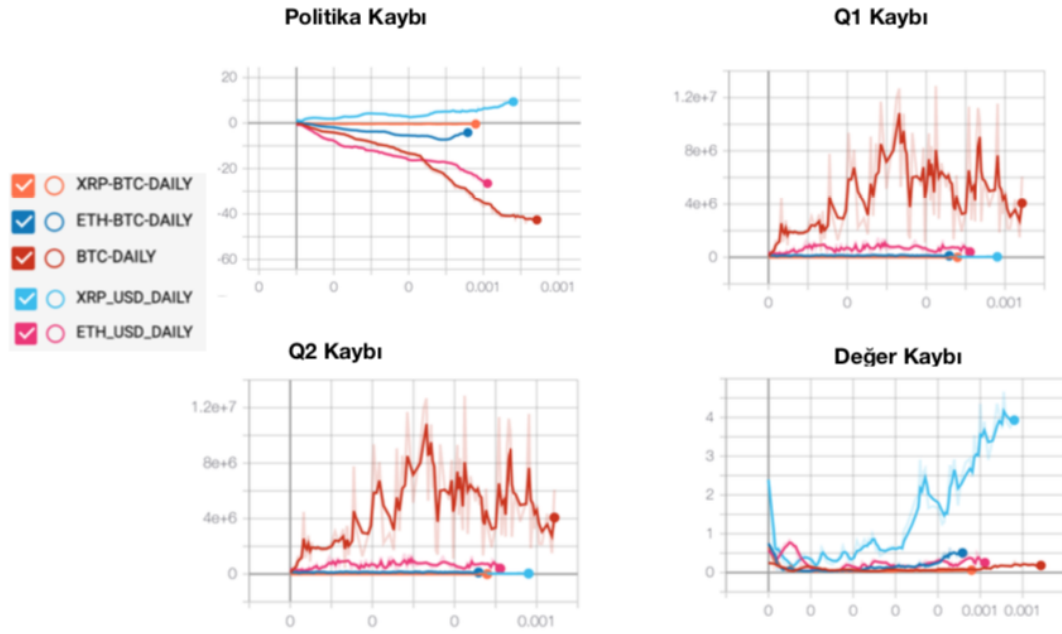 Politika Kaybı
20
0
-20
-40
-60
0 0 0 0.001 0.001
Q1 Kaybı
1.2e+7
8e+6
4e+6
0
0 0 0 0.001
XRP-BTC-DAILY
ETH-BTC-DAILY
BTC-DAILY
XRP_USD_DAILY
ETH_USD_DAILY
Q2 Kaybı
1.2e+7
8e+6
4e+6
0
0 0 0 0.001
Değer Kaybı
4
3
2
1
0
0 0 0 0 0 0.001 0.001